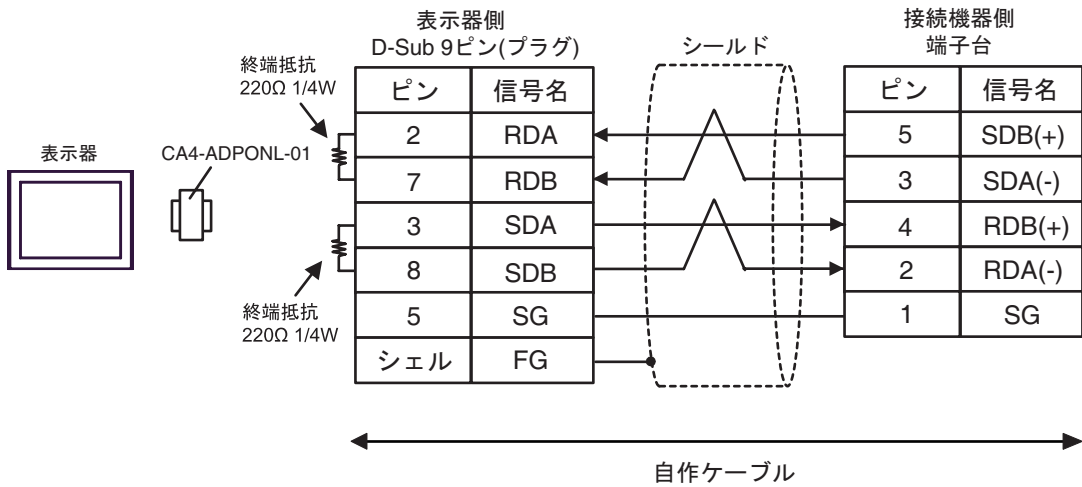 表示器側
D-Sub 9ピン(プラグ)
シールド
接続機器側
端子台
終端抵抗
220Ω 1/4W
表示器
CA4-ADPONL-01
ピン 信号名
2 RDA
7 RDB
3 SDA
8 SDB
5 SG
シェル FG
終端抵抗
220Ω 1/4W
ピン 信号名
5 SDB(+)
3 SDA(-)
4 RDB(+)
2 RDA(-)
1 SG
自作ケーブル